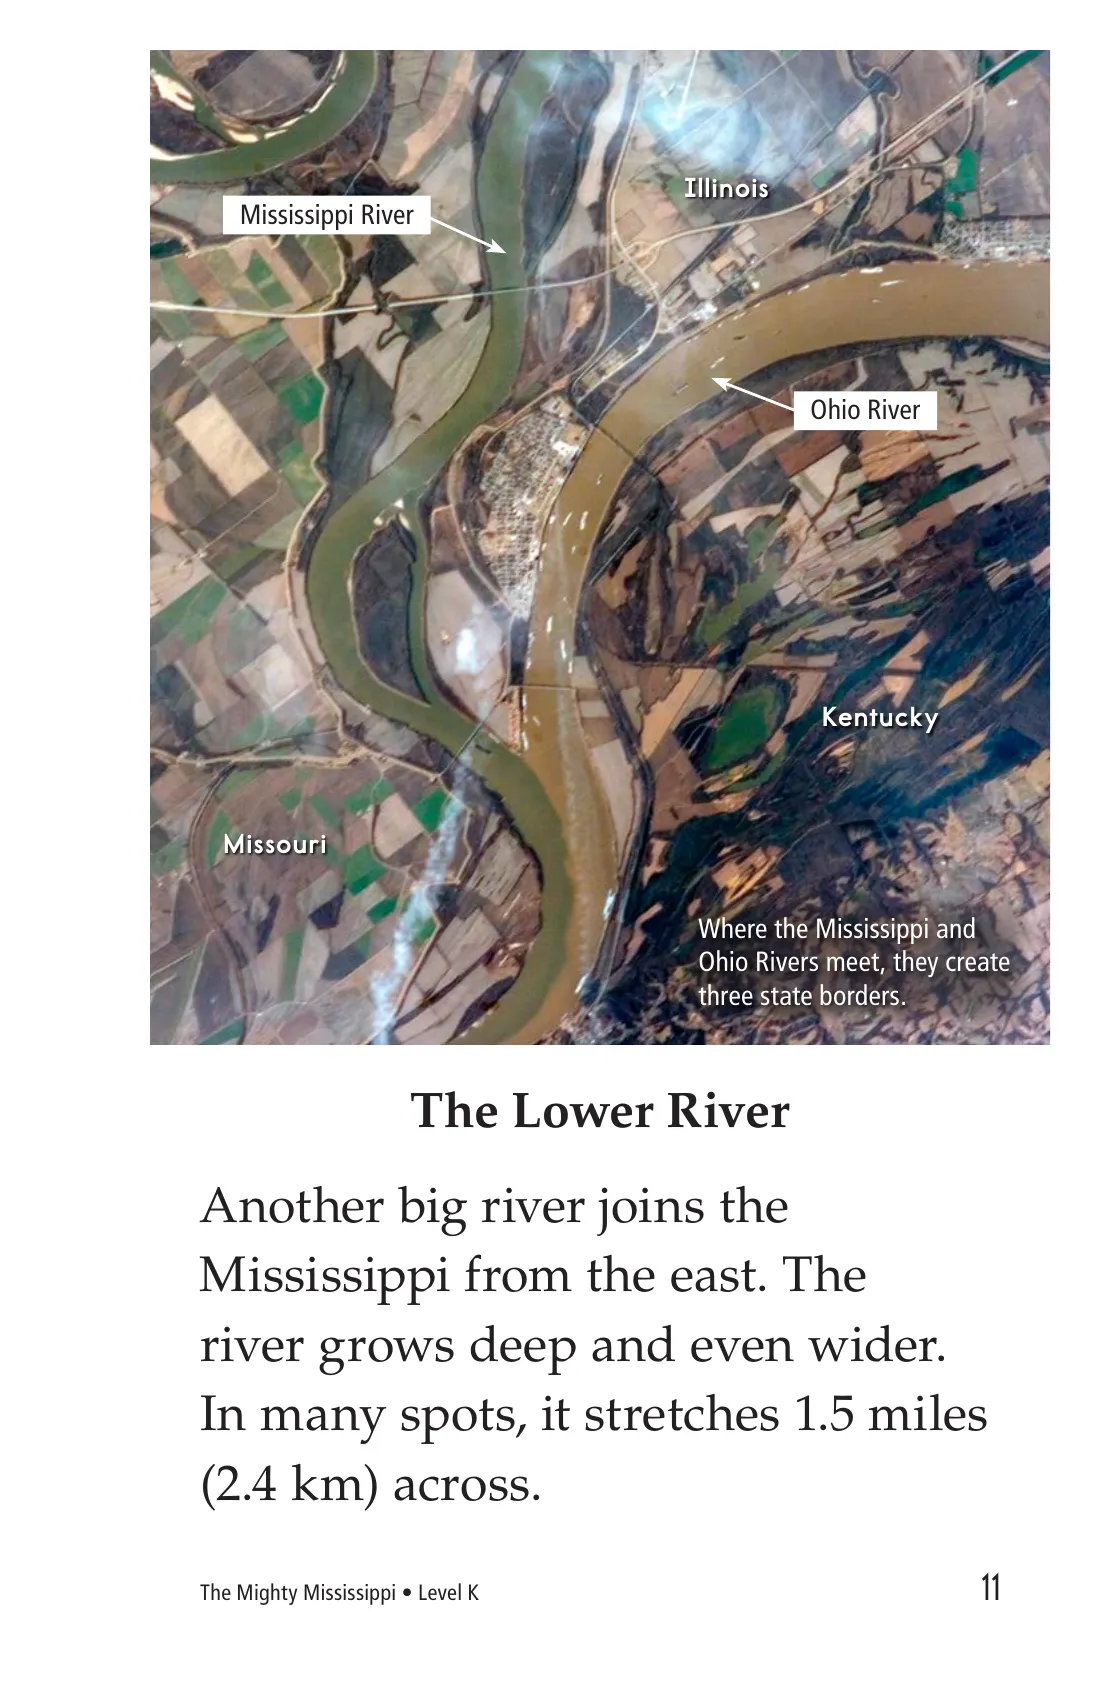 Illinois
Mississippi River
Ohio River
Kentucky
Missouri
Where the Mississippi and
Ohio Rivers meet, they create
three state borders.
The Lower River
Another big river joins the
Mississippi from the east. The
river grows deep and even wider.
In many spots, it stretches 1.5 miles
(2.4 km) across.
The Mighty Mississippi • Level K
11